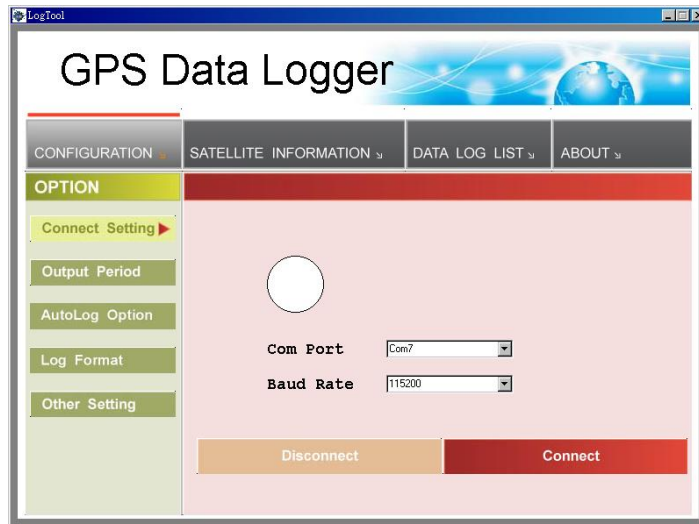 LogTool
GPS Data Logger
CONFIGURATION
SATELLITE INFORMATION
DATA LOG LIST
ABOUT
OPTION
Connect Setting
Output Period
AutoLog Option
Log Format
Other Setting
Com Port
Com7
Baud Rate
115200
Disconnect
Connect